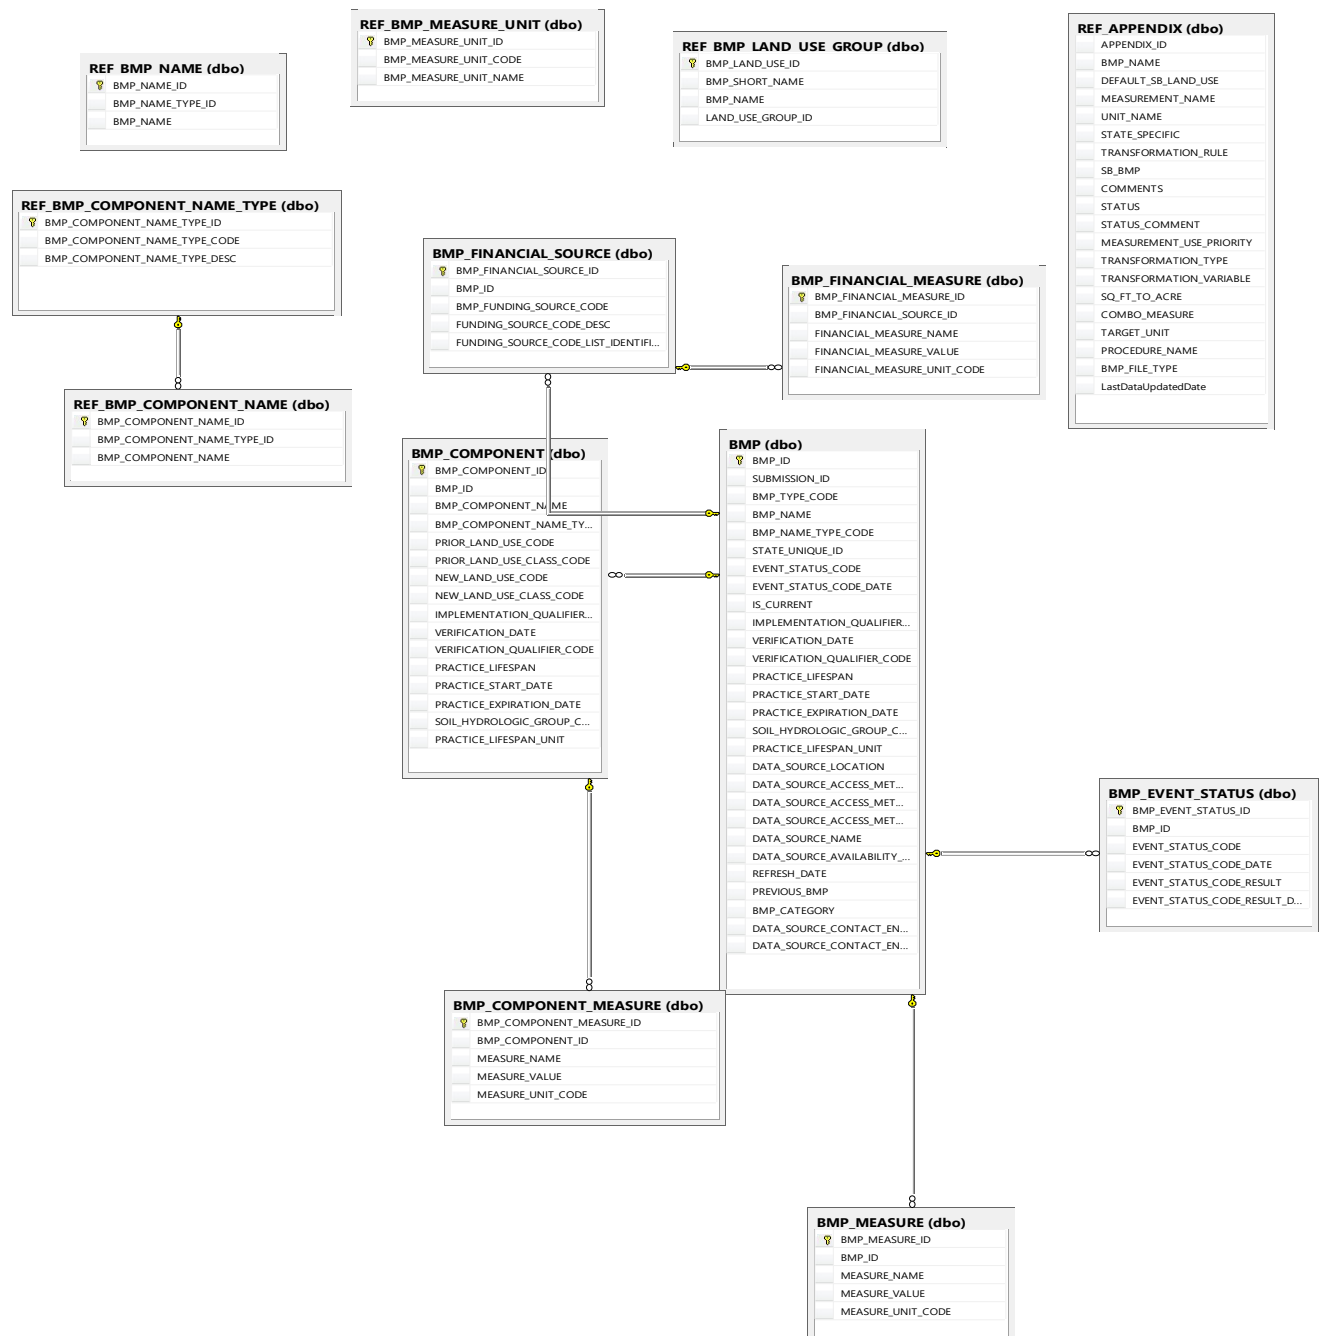 REF_BMP_NAME (dbo)
BMP_NAME_ID
BMP_NAME_TYPE_ID
BMP_NAME
REF_BMP_MEASURE_UNIT (dbo)
BMP_MEASURE_UNIT_ID
BMP_MEASURE_UNIT_CODE
BMP_MEASURE_UNIT_NAME
REF_BMP_LAND_USE_GROUP (dbo)
BMP_LAND_USE_ID
BMP_SHORT_NAME
BMP_NAME
LAND_USE_GROUP_ID
REF_APPENDIX (dbo)
APPENDIX_ID
BMP_NAME
DEFAULT_SB_LAND_USE
MEASUREMENT_NAME
UNIT_NAME
STATE_SPECIFIC
TRANSFORMATION_RULE
SB_BMP
COMMENTS
STATUS
STATUS_COMMENT
MEASUREMENT_USE_PRIORITY
TRANSFORMATION_TYPE
TRANSFORMATION_VARIABLE
SQ_FT_TO_ACRE
COMBO_MEASURE
TARGET_UNIT
PROCEDURE_NAME
BMP_FILE_TYPE
LastDataUpdatedDate
REF_BMP_COMPONENT_NAME_TYPE (dbo)
BMP_COMPONENT_NAME_TYPE_ID
BMP_COMPONENT_NAME_TYPE_CODE
BMP_COMPONENT_NAME_TYPE_DESC
REF_BMP_COMPONENT_NAME (dbo)
BMP_COMPONENT_NAME_ID
BMP_COMPONENT_NAME_TYPE_ID
BMP_COMPONENT_NAME
BMP_FINANCIAL_SOURCE (dbo)
BMP_FINANCIAL_SOURCE_ID
BMP_ID
BMP_FUNDING_SOURCE_CODE
FUNDING_SOURCE_CODE_DESC
FUNDING_SOURCE_CODE_LIST_IDENTIFI...
BMP_FINANCIAL_MEASURE (dbo)
BMP_FINANCIAL_MEASURE_ID
BMP_FINANCIAL_SOURCE_ID
FINANCIAL_MEASURE_NAME
FINANCIAL_MEASURE_VALUE
FINANCIAL_MEASURE_UNIT_CODE
BMP_COMPONENT (dbo)
BMP_COMPONENT_ID
BMP_ID
BMP_COMPONENT_NAME
BMP_COMPONENT_NAME_TY...
PRIOR_LAND_USE_CODE
PRIOR_LAND_USE_CLASS_CODE
NEW_LAND_USE_CODE
NEW_LAND_USE_CLASS_CODE
IMPLEMENTATION_QUALIFIER...
VERIFICATION_DATE
VERIFICATION_QUALIFIER_CODE
PRACTICE_LIFESPAN
PRACTICE_START_DATE
PRACTICE_EXPIRATION_DATE
SOIL_HYDROLOGIC_GROUP_C...
PRACTICE_LIFESPAN_UNIT
BMP (dbo)
BMP_ID
SUBMISSION_ID
BMP_TYPE_CODE
BMP_NAME
BMP_NAME_TYPE_CODE
STATE_UNIQUE_ID
EVENT_STATUS_CODE
EVENT_STATUS_CODE_DATE
IS_CURRENT
IMPLEMENTATION_QUALIFIER...
VERIFICATION_DATE
VERIFICATION_QUALIFIER_CODE
PRACTICE_LIFESPAN
PRACTICE_START_DATE
PRACTICE_EXPIRATION_DATE
SOIL_HYDROLOGIC_GROUP_C...
PRACTICE_LIFESPAN_UNIT
DATA_SOURCE_LOCATION
DATA_SOURCE_ACCESS_MET...
DATA_SOURCE_ACCESS_MET...
DATA_SOURCE_ACCESS_MET...
DATA_SOURCE_NAME
DATA_SOURCE_AVAILABILITY_...
REFRESH_DATE
PREVIOUS_BMP
BMP_CATEGORY
DATA_SOURCE_CONTACT_EN...
DATA_SOURCE_CONTACT_EN...
BMP_EVENT_STATUS (dbo)
BMP_EVENT_STATUS_ID
BMP_ID
EVENT_STATUS_CODE
EVENT_STATUS_CODE_DATE
EVENT_STATUS_CODE_RESULT
EVENT_STATUS_CODE_RESULT_D...
BMP_COMPONENT_MEASURE (dbo)
BMP_COMPONENT_MEASURE_ID
BMP_COMPONENT_ID
MEASURE_NAME
MEASURE_VALUE
MEASURE_UNIT_CODE
BMP_MEASURE (dbo)
BMP_MEASURE_ID
BMP_ID
MEASURE_NAME
MEASURE_VALUE
MEASURE_UNIT_CODE